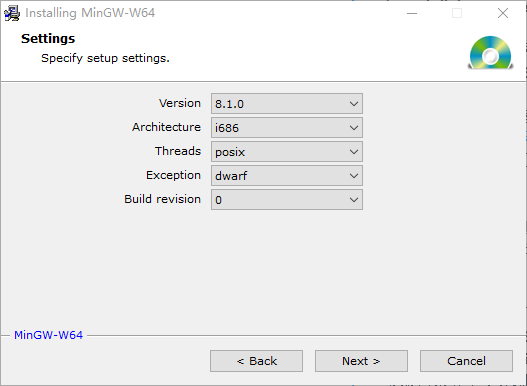 Installing MinGW-W64
Settings
Specify setup settings.
Version 8.1.0
Architecture i686
Threads posix
Exception dwarf
Build revision 0
MinGW-W64
< Back Next > Cancel